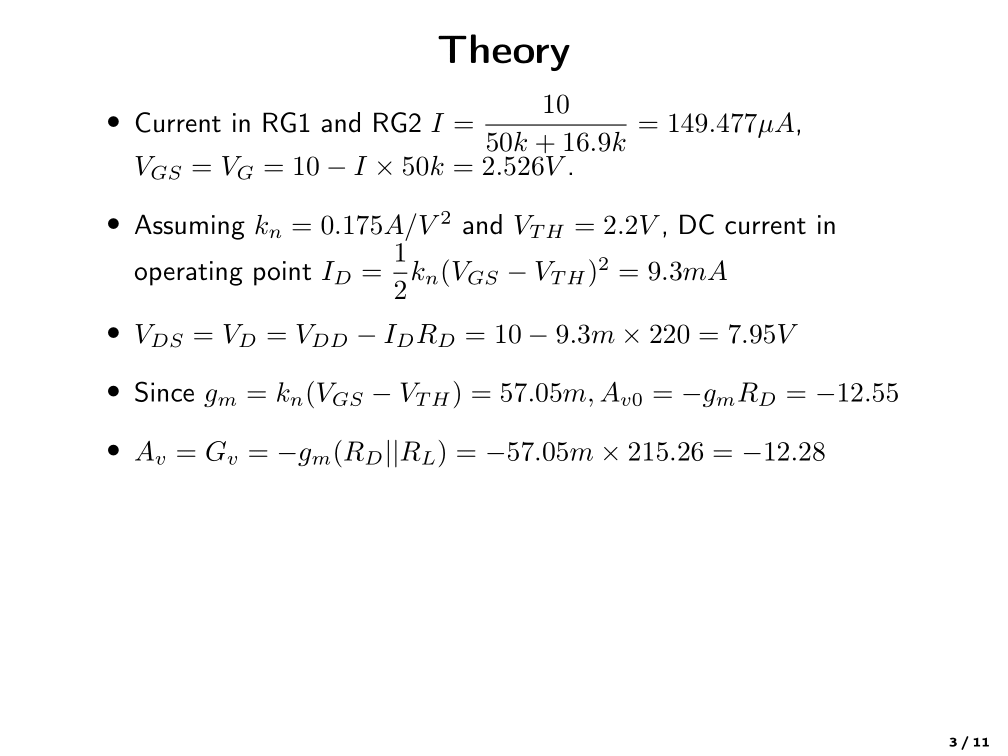 Theory
• Current in RG1 and RG2 $I = \dfrac{10}{50k + 16.9k} = 149.477\mu A$,
$V_{GS} = V_G = 10 - I \times 50k = 2.526V$.
• Assuming $k_n = 0.175A/V^2$ and $V_{TH} = 2.2V$, DC current in
operating point $I_D = \dfrac{1}{2}k_n(V_{GS} - V_{TH})^2 = 9.3mA$
• $V_{DS} = V_D = V_{DD} - I_D R_D = 10 - 9.3m \times 220 = 7.95V$
• Since $g_m = k_n(V_{GS} - V_{TH}) = 57.05m, A_{v0} = -g_m R_D = -12.55$
• $A_v = G_v = -g_m(R_D||R_L) = -57.05m \times 215.26 = -12.28$
3 / 11